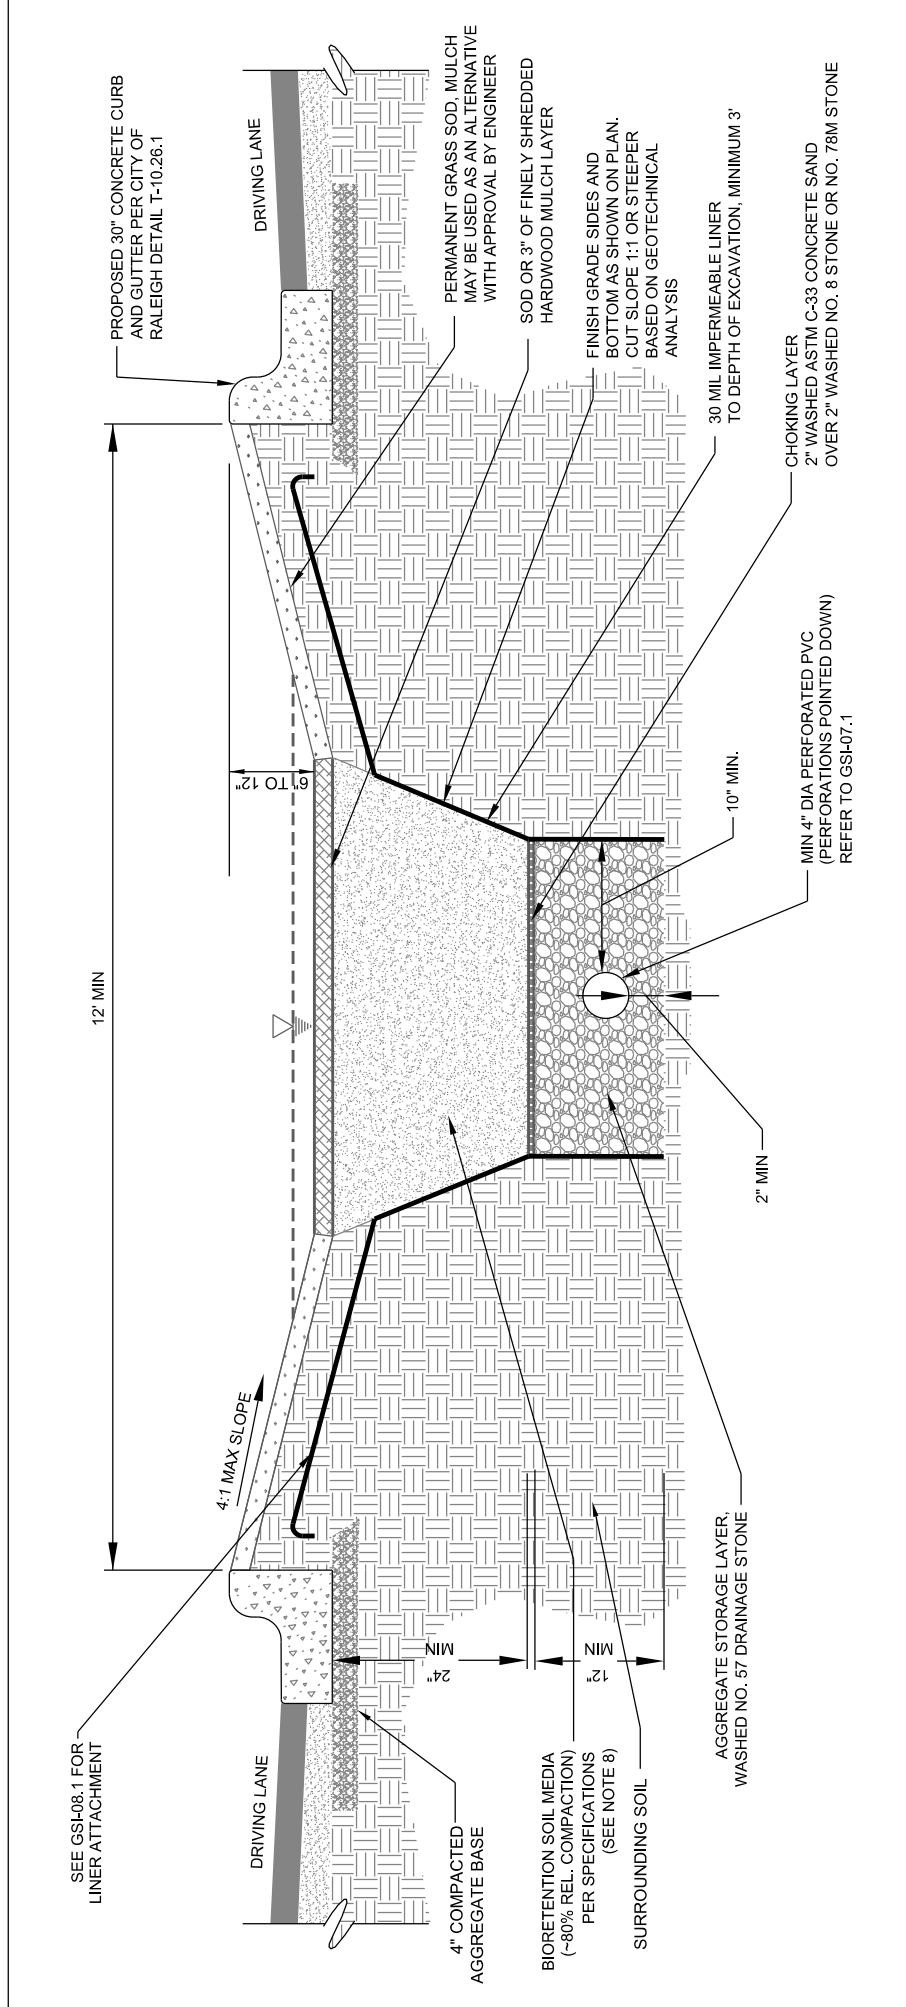 SEE GSI-08.1 FOR
LINER ATTACHMENT
12' MIN
PROPOSED 30" CONCRETE CURB
AND GUTTER PER CITY OF
RALEIGH DETAIL T-10.26.1
DRIVING LANE
4:1 MAX SLOPE
6" TO 12"
DRIVING LANE
4" COMPACTED
AGGREGATE BASE
24"
MIN
12"
MIN
BIORETENTION SOIL MEDIA
(~80% REL. COMPACTION)
PER SPECIFICATIONS
(SEE NOTE 8)
SURROUNDING SOIL
AGGREGATE STORAGE LAYER,
WASHED NO. 57 DRAINAGE STONE
2" MIN
10" MIN.
MIN 4" DIA PERFORATED PVC
(PERFORATIONS POINTED DOWN)
REFER TO GSI-07.1
PERMANENT GRASS SOD, MULCH
MAY BE USED AS AN ALTERNATIVE
WITH APPROVAL BY ENGINEER
SOD OR 3" OF FINELY SHREDDED
HARDWOOD MULCH LAYER
FINISH GRADE SIDES AND
BOTTOM AS SHOWN ON PLAN.
CUT SLOPE 1:1 OR STEEPER
BASED ON GEOTECHNICAL
ANALYSIS
30 MIL IMPERMEABLE LINER
TO DEPTH OF EXCAVATION, MINIMUM 3'
CHOKING LAYER
2" WASHED ASTM C-33 CONCRETE SAND
OVER 2" WASHED NO. 8 STONE OR NO. 78M STONE